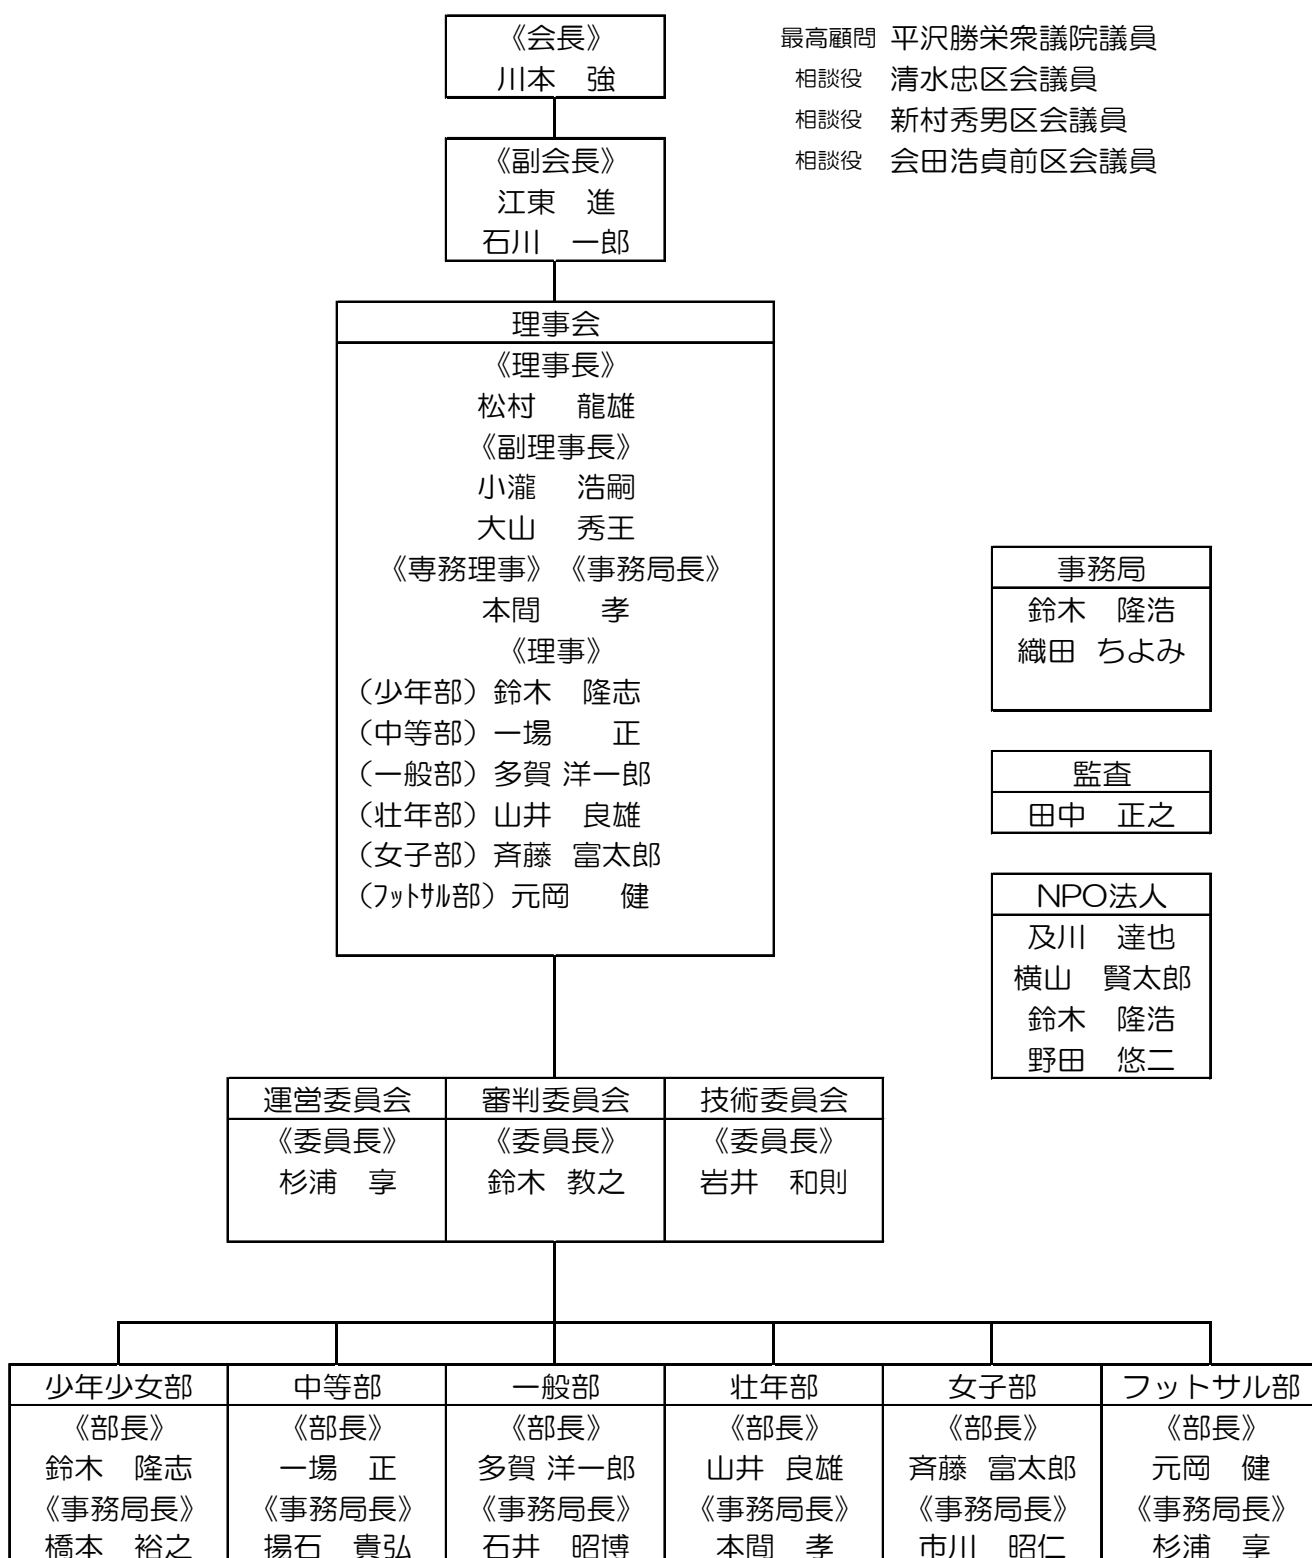 《会長》
川本　強
最高顧問 平沢勝栄衆議院議員
相談役 清水忠区会議員
相談役 新村秀男区会議員
相談役 会田浩貞前区会議員
《副会長》
江東　進
石川　一郎
理事会
《理事長》
松村　龍雄
《副理事長》
小瀧　浩嗣
大山　秀王
《専務理事》《事務局長》
本間　孝
《理事》
（少年部）鈴木　隆志
（中等部）一場　正
（一般部）多賀 洋一郎
（壮年部）山井　良雄
（女子部）斉藤 富太郎
（ﾌｯﾄｻﾙ部）元岡　健
事務局
鈴木　隆浩
織田 ちよみ
監査
田中　正之
NPO法人
及川　達也
横山　賢太郎
鈴木　隆浩
野田　悠二
運営委員会 審判委員会 技術委員会
《委員長》 《委員長》 《委員長》
杉浦　享 鈴木 教之 岩井　和則
少年少女部 中等部 一般部 壮年部 女子部 フットサル部
《部長》 《部長》 《部長》 《部長》 《部長》 《部長》
鈴木　隆志 一場　正 多賀 洋一郎 山井 良雄 斉藤 富太郎 元岡　健
《事務局長》 《事務局長》 《事務局長》 《事務局長》 《事務局長》 《事務局長》
橋本　裕之 揚石　貴弘 石井　昭博 本間　孝 市川　昭仁 杉浦　享